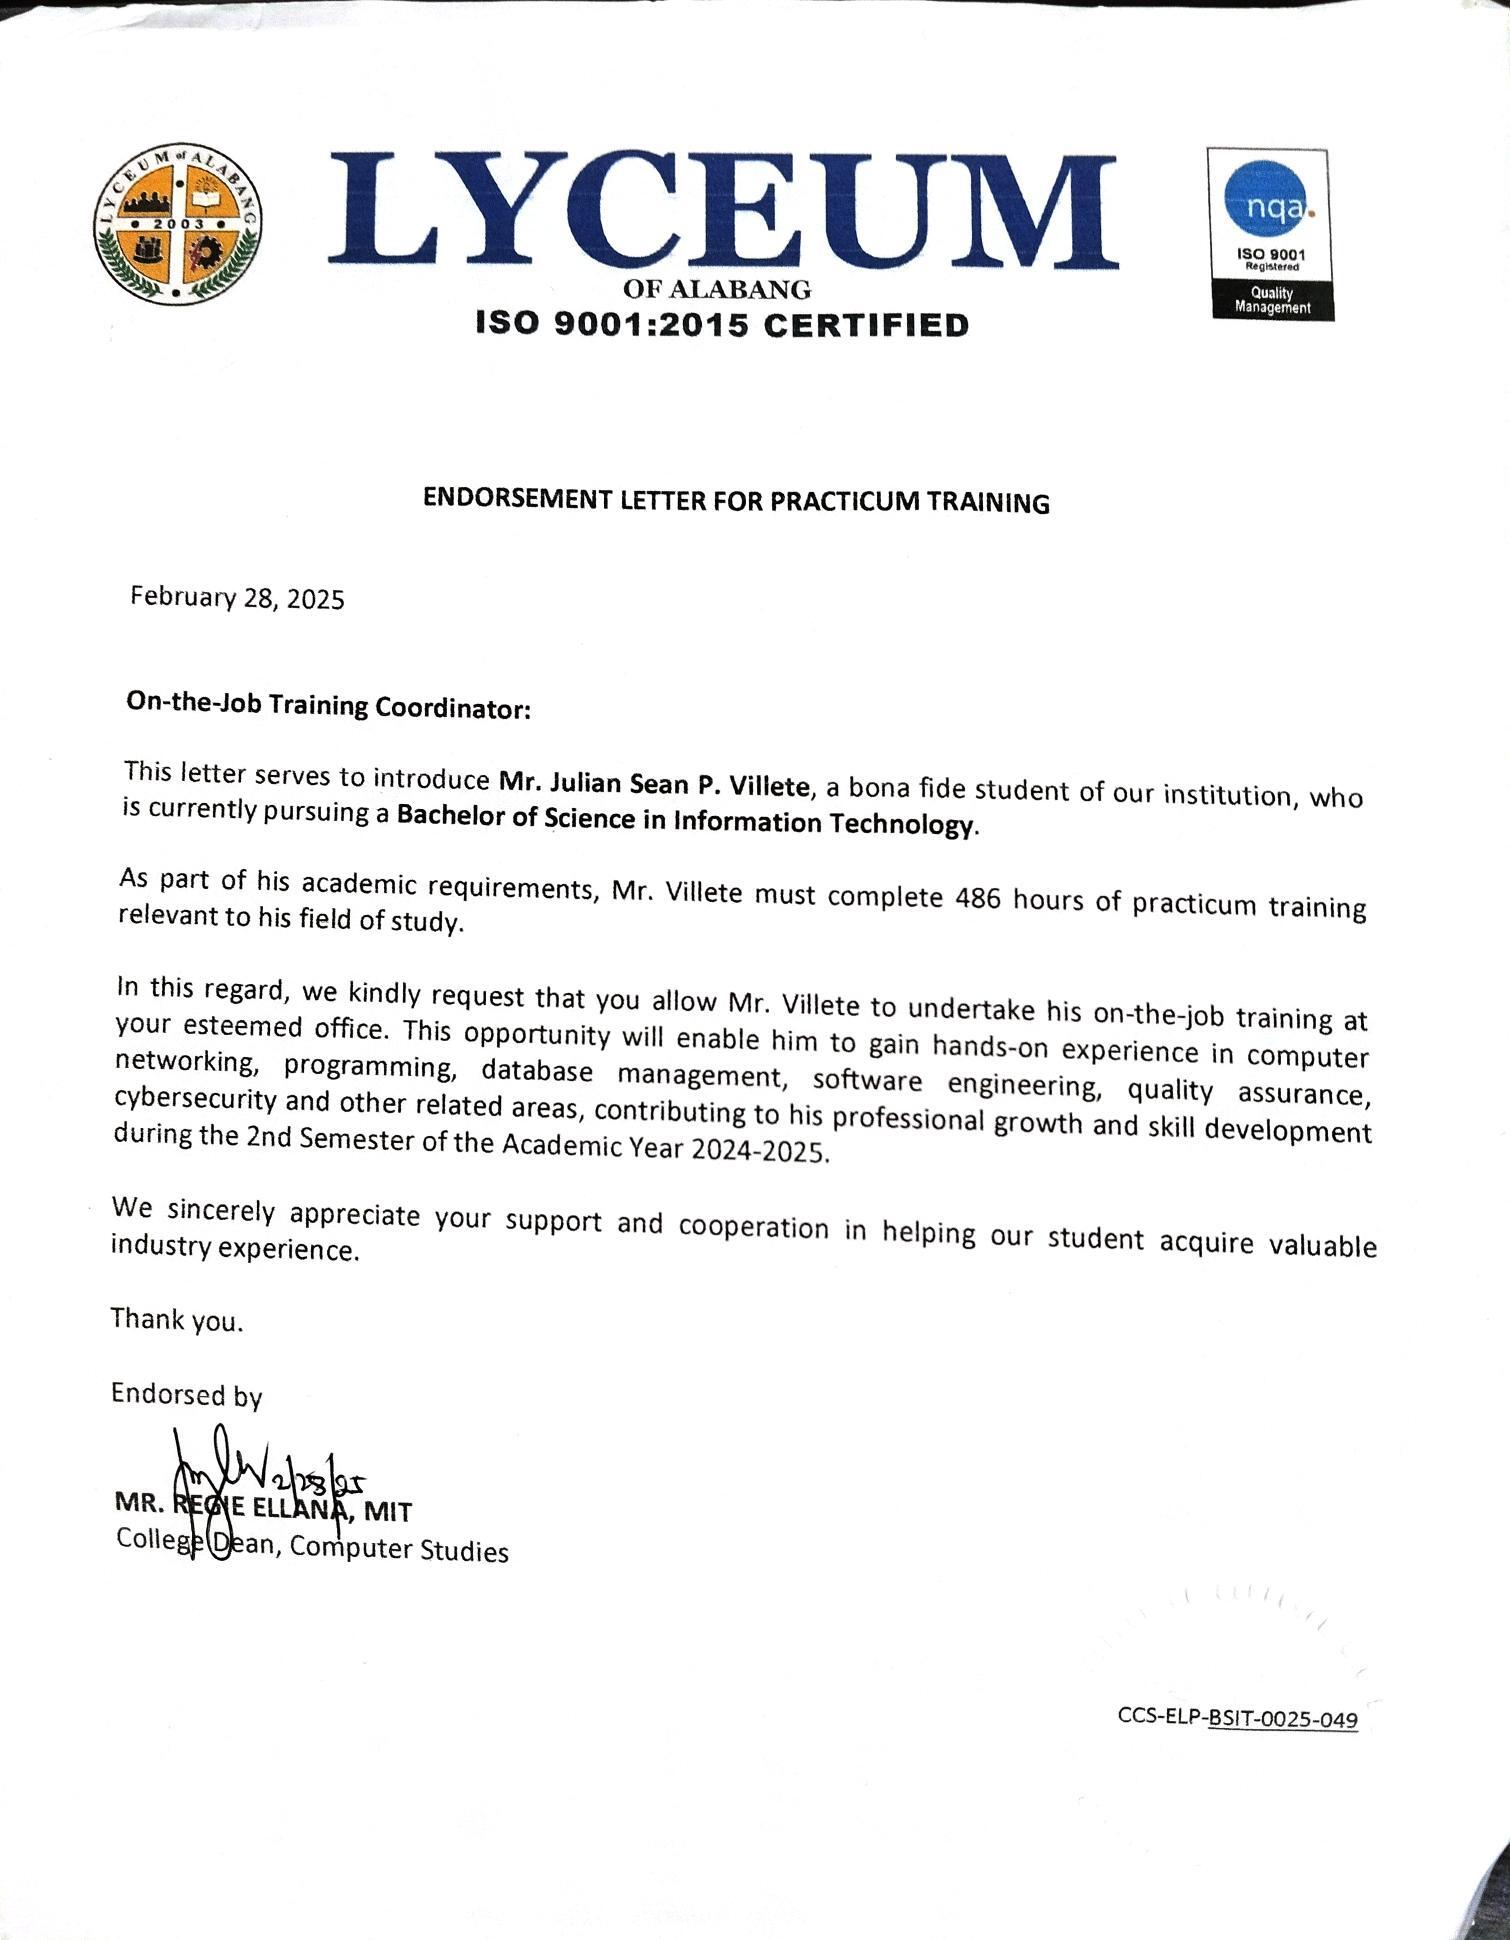 LYCEUM of ALABANG
2003
LYCEUM
OF ALABANG
ISO 9001:2015 CERTIFIED
nqa.
ISO 9001
Registered
Quality
Management
ENDORSEMENT LETTER FOR PRACTICUM TRAINING
February 28, 2025
On-the-Job Training Coordinator:
This letter serves to introduce Mr. Julian Sean P. Villete, a bona fide student of our institution, who
is currently pursuing a Bachelor of Science in Information Technology.
As part of his academic requirements, Mr. Villete must complete 486 hours of practicum training
relevant to his field of study.
In this regard, we kindly request that you allow Mr. Villete to undertake his on-the-job training at
your esteemed office. This opportunity will enable him to gain hands-on experience in computer
networking, programming, database management, software engineering, quality assurance,
cybersecurity and other related areas, contributing to his professional growth and skill development
during the 2nd Semester of the Academic Year 2024-2025.
We sincerely appreciate your support and cooperation in helping our student acquire valuable
industry experience.
Thank you.
Endorsed by
2/28/25
MR. REGIE ELLANA, MIT
College Dean, Computer Studies
CCS-ELP-BSIT-0025-049